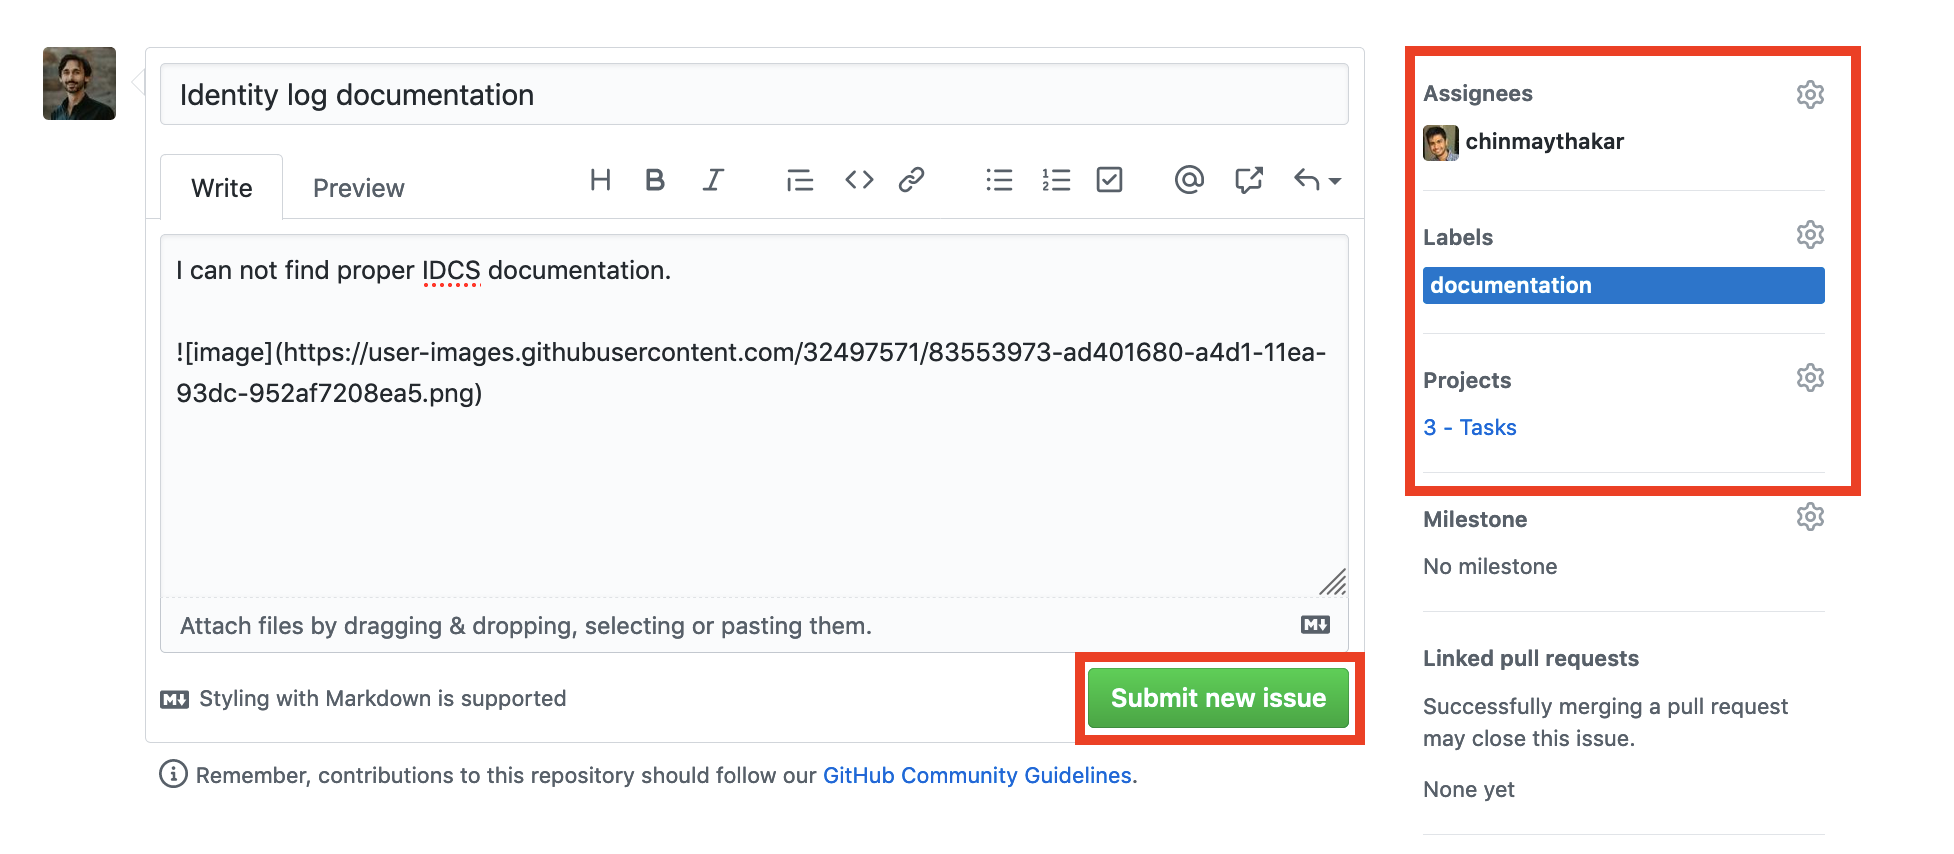 Identity log documentation
Write
Preview
I can not find proper IDCS documentation.
![image](https://user-images.githubusercontent.com/32497571/83553973-ad401680-a4d1-11ea-
93dc-952af7208ea5.png)
Attach files by dragging & dropping, selecting or pasting them.
Styling with Markdown is supported
Submit new issue
Remember, contributions to this repository should follow our GitHub Community Guidelines.
Assignees
chinmaythakar
Labels
documentation
Projects
3 - Tasks
Milestone
No milestone
Linked pull requests
Successfully merging a pull request
may close this issue.
None yet